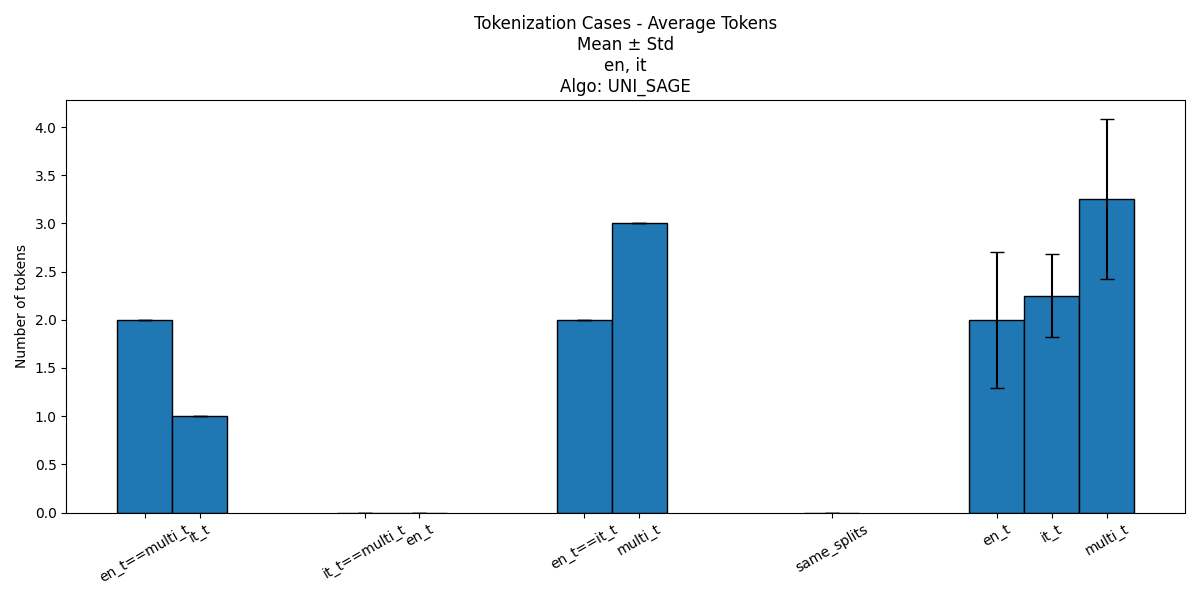 Tokenization Cases - Average Tokens
Mean ± Std
en, it
Algo: UNI_SAGE
Number of tokens
4.0
3.5
3.0
2.5
2.0
1.5
1.0
0.5
0.0
en_t==multi_t
it_t
it_t==multi_t
en_t
en_t==it_t
multi_t
same_splits
en_t
it_t
multi_t